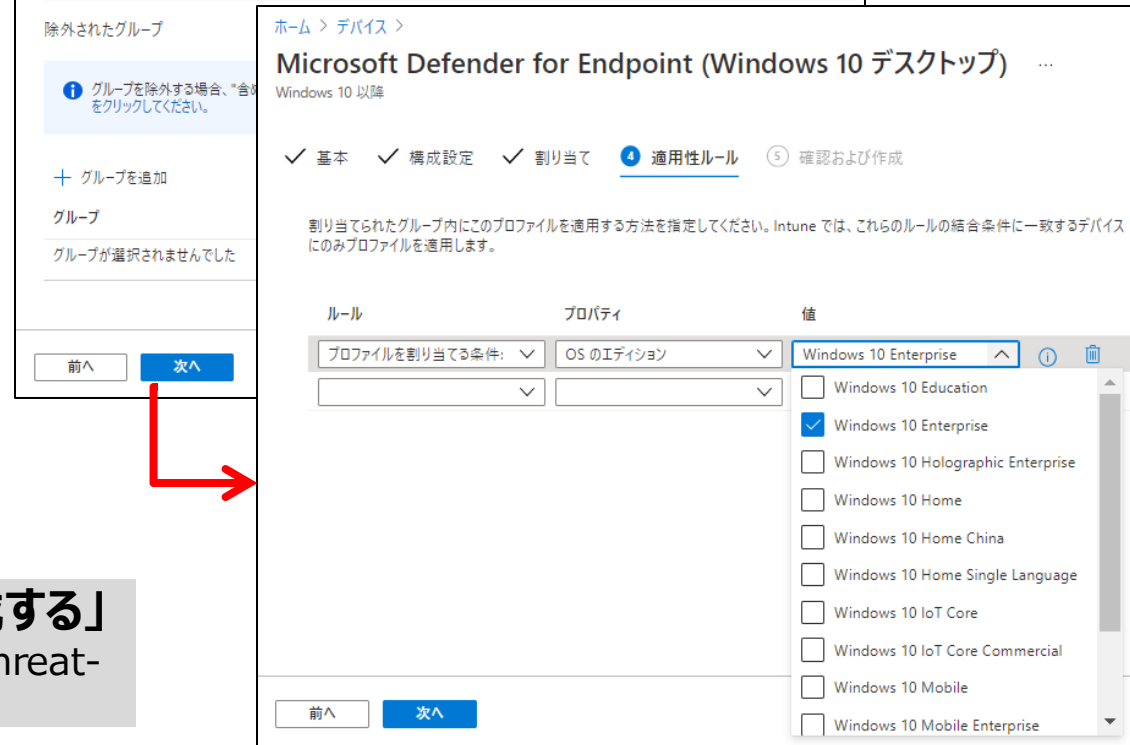 除外されたグループ
グループを除外する場合、"含め
をクリックしてください。
グループを追加
グループ
グループが選択されませんでした
前へ
次へ
ホーム > デバイス >
Microsoft Defender for Endpoint (Windows 10 デスクトップ) ...
Windows 10 以降
基本 構成設定 割り当て 4 適用性ルール 5 確認および作成
割り当てられたグループ内にこのプロファイルを適用する方法を指定してください。Intune では、これらのルールの結合条件に一致するデバイス
にのみプロファイルを適用します。
ルール プロパティ 値
プロファイルを割り当てる条件: OS のエディション Windows 10 Enterprise
Windows 10 Education
Windows 10 Enterprise
Windows 10 Holographic Enterprise
Windows 10 Home
Windows 10 Home China
Windows 10 Home Single Language
Windows 10 IoT Core
Windows 10 IoT Core Commercial
Windows 10 Mobile
Windows 10 Mobile Enterprise
前へ
次へ
する」
hreat-